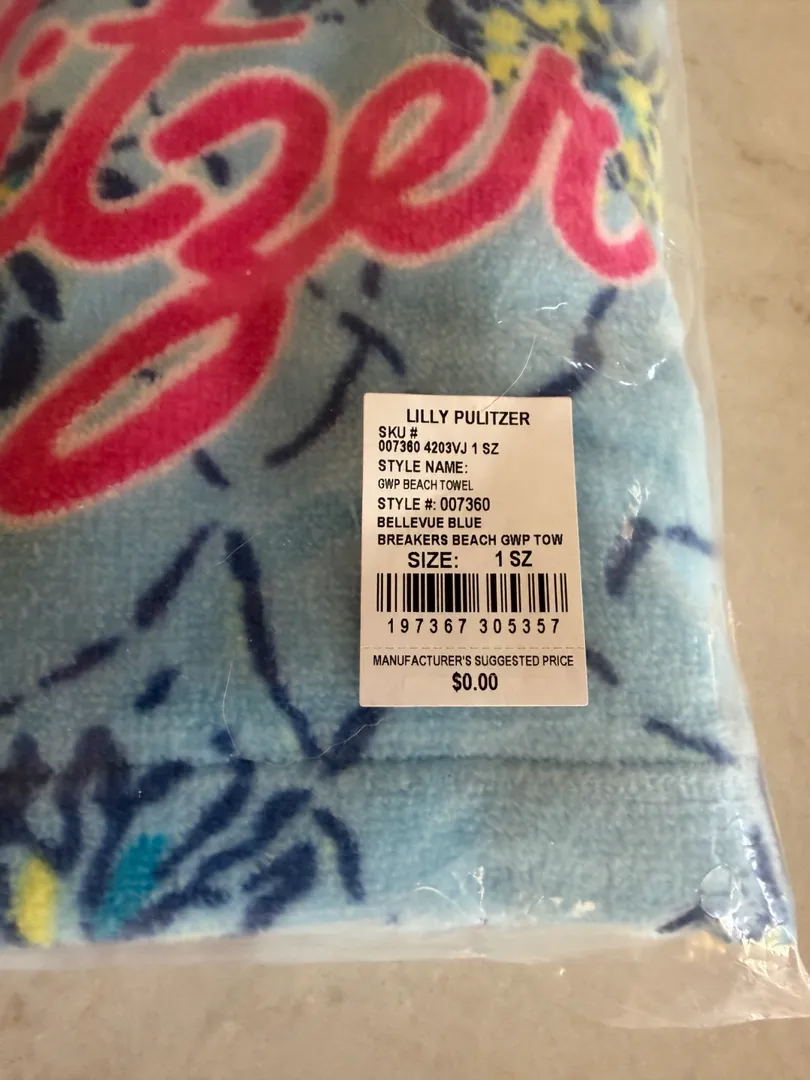 litzer
LILLY PULITZER
SKU #
007360 4203VJ 1 SZ
STYLE NAME:
GWP BEACH TOWEL
STYLE #: 007360
BELLEVUE BLUE
BREAKERS BEACH GWP TOW
SIZE: 1 SZ
197367 305357
MANUFACTURER'S SUGGESTED PRICE
$0.00